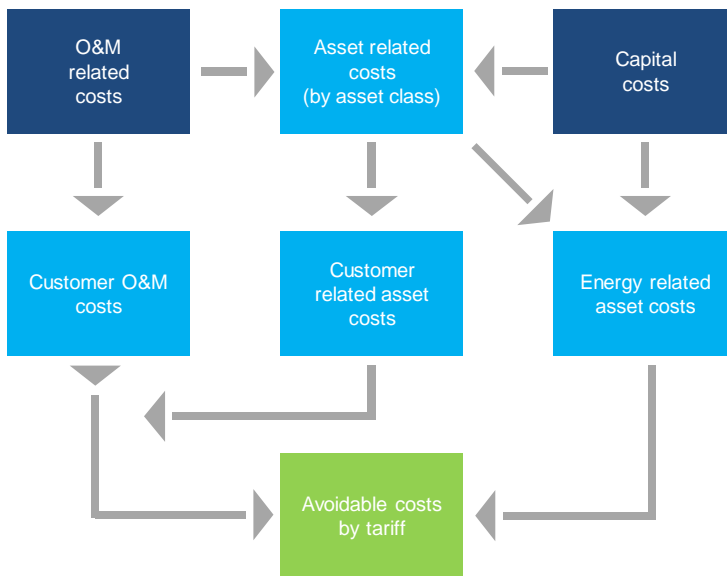 O&M
related
costs
Asset related
costs
(by asset class)
Capital
costs
Customer O&M
costs
Customer
related asset
costs
Energy related
asset costs
Avoidable costs
by tariff